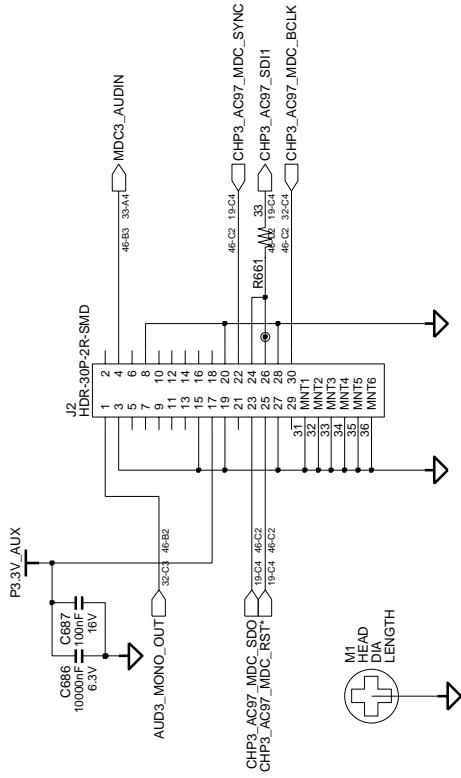 P3.3V_AUX
C686
10000nF
6.3V
C687
100nF
16V
AUD3_MONO_OUT
32-C3 46-B2
CHP3_AC97_MDC_SDO
19-C4 46-C2
CHP3_AC97_MDC_RST*
19-C4 46-C2
M1
HEAD
DIA
LENGTH
J2
HDR-30P-2R-SMD
1 2
3 4
5 6
7 8
9 10
11 12
13 14
15 16
17 18
19 20
21 22
23 24
25 26
27 28
29 30
31 MNT1
32 MNT2
33 MNT3
34 MNT4
35 MNT5
36 MNT6
46-B3 33-A4
MDC3_AUDIN
46-C2 19-C4
CHP3_AC97_MDC_SYNC
R661 33
46-C2 19-C4
CHP3_AC97_SDI1
46-C2 32-C4
CHP3_AC97_MDC_BCLK